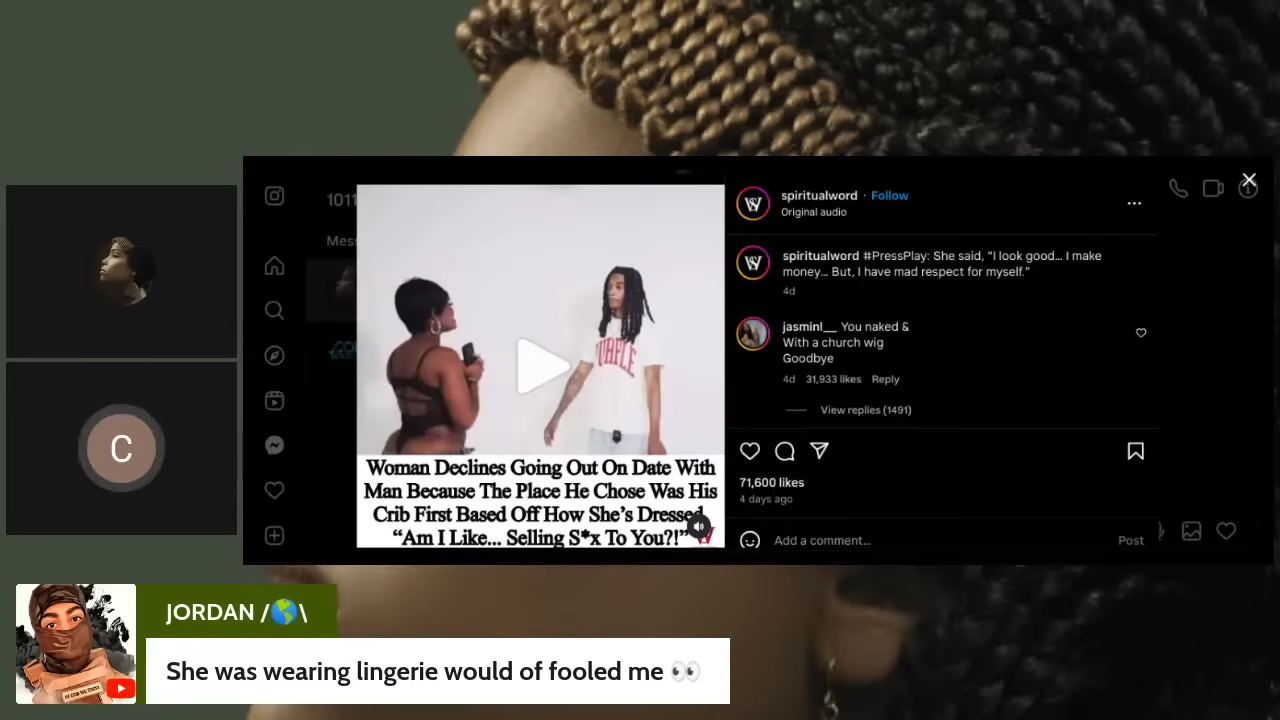 1011
Mess
Woman Declines Going Out On Date With
Man Because The Place He Chose Was His
Crib First Based Off How She's Dressed
“Am I Like... Selling S*x To You?!”
PURPLE
spiritualword · Follow
Original audio
spiritualword #PressPlay: She said, “I look good... I make
money... But, I have mad respect for myself.”
4d
jasminl__ You naked &
With a church wig
Goodbye
4d 31,933 likes Reply
View replies (1491)
71,600 likes
4 days ago
Add a comment...
Post
C
JORDAN /🌎\
She was wearing lingerie would of fooled me 👀